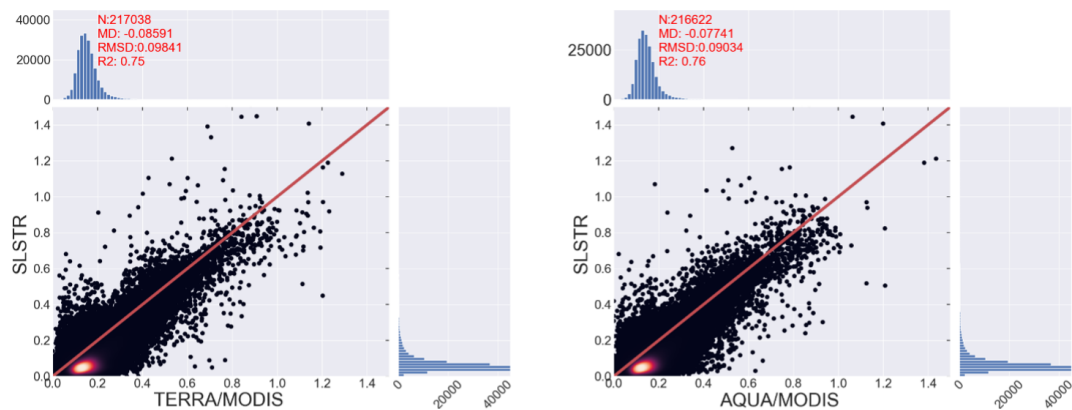 40000
20000
0
N:217038
MD: -0.08591
RMSD:0.09841
R2: 0.75
1.4
1.2
1.0
0.8
0.6
0.4
0.2
0.0
SLSTR
0.0 0.2 0.4 0.6 0.8 1.0 1.2 1.4
TERRA/MODIS
0 20000 40000
25000
0
N:216622
MD: -0.07741
RMSD:0.09034
R2: 0.76
1.4
1.2
1.0
0.8
0.6
0.4
0.2
0.0
SLSTR
0.0 0.2 0.4 0.6 0.8 1.0 1.2 1.4
AQUA/MODIS
0 20000 40000